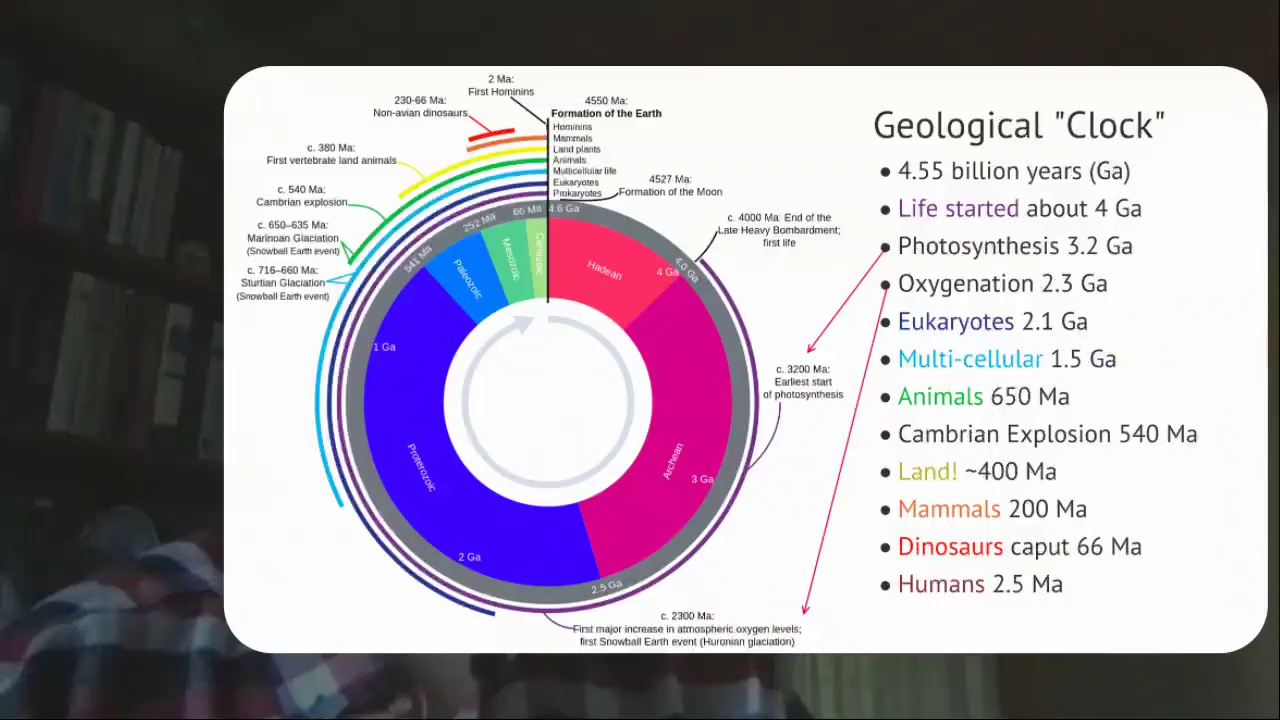 2 Ma:
First Hominins
230-66 Ma:
Non-avian dinosaurs
4550 Ma:
Formation of the Earth
Hominins
Mammals
Land plants
Animals
Multicellular life
Eukaryotes
Prokaryotes
4527 Ma:
Formation of the Moon
c. 380 Ma:
First vertebrate land animals
c. 540 Ma:
Cambrian explosion
c. 650–635 Ma:
Marinoan Glaciation
(Snowball Earth event)
c. 716–660 Ma:
Sturtian Glaciation
(Snowball Earth event)
c. 4000 Ma: End of the
Late Heavy Bombardment;
first life
c. 3200 Ma:
Earliest start
of photosynthesis
c. 2300 Ma:
First major increase in atmospheric oxygen levels;
first Snowball Earth event (Huronian glaciation)
4.6 Ga
4.0 Ga
2.5 Ga
541 Ma
252 Ma
66 Ma
Hadean
4 Ga
Archean
3 Ga
Proterozoic
2 Ga
1 Ga
Paleozoic
Mesozoic
Cenozoic
Geological "Clock"
• 4.55 billion years (Ga)
• Life started about 4 Ga
• Photosynthesis 3.2 Ga
• Oxygenation 2.3 Ga
• Eukaryotes 2.1 Ga
• Multi-cellular 1.5 Ga
• Animals 650 Ma
• Cambrian Explosion 540 Ma
• Land! ~400 Ma
• Mammals 200 Ma
• Dinosaurs caput 66 Ma
• Humans 2.5 Ma